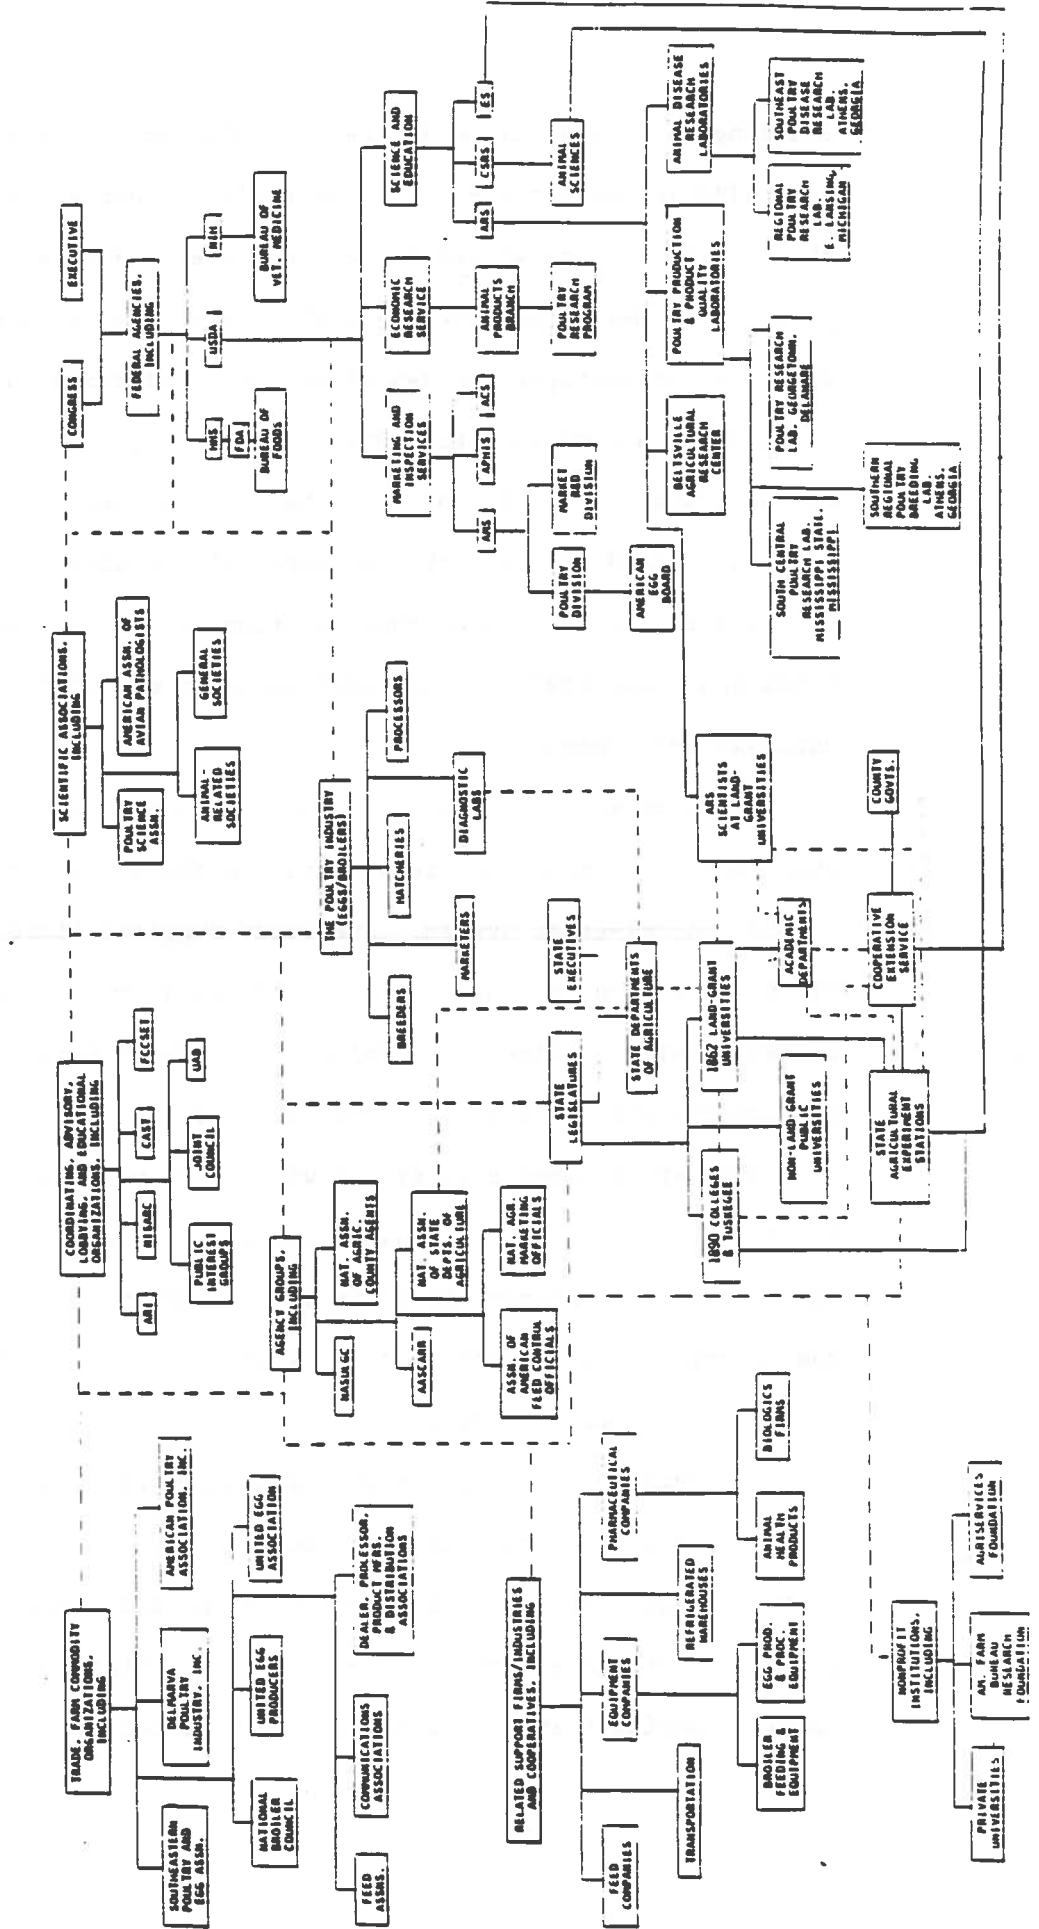 TRADE, FARM COMMODITY
ORGANIZATIONS,
INCLUDING
SOUTHEASTERN
POULTRY AND
EGG ASSN.
DELMARVA
POULTRY
INDUSTRY, INC.
AMERICAN POULTRY
ASSOCIATION, INC.
NATIONAL
BROILER
COUNCIL
UNITED EGG
PRODUCERS
UNITED EGG
ASSOCIATION
FEED
ASSNS.
COMMUNICATIONS
ASSOCIATIONS
DEALER, PROCESSOR,
PRODUCT MFRS.
& DISTRIBUTION
ASSOCIATIONS
COORDINATING, ADVISORY,
LOBBYING, AND EDUCATIONAL
ORGANIZATIONS, INCLUDING
ARI
NISARC
CAST
FCCSET
PUBLIC
INTEREST
GROUPS
JOINT
COUNCIL
UAB
SCIENTIFIC ASSOCIATIONS,
INCLUDING
POULTRY
SCIENCE
ASSN.
AMERICAN ASSN. OF
AVIAN PATHOLOGISTS
ANIMAL-
RELATED
SOCIETIES
GENERAL
SOCIETIES
CONGRESS
EXECUTIVE
FEDERAL AGENCIES,
INCLUDING
HHS
FDA
BUREAU OF
FOODS
USDA
NIH
BUREAU OF
VET. MEDICINE
AGENCY GROUPS,
INCLUDING
NASULGC
NAT. ASSN.
OF AGRIC.
COUNTY AGENTS
AASCARR
NAT. ASSN.
OF STATE
DEPTS. OF
AGRICULTURE
ASSN. OF
AMERICAN
FEED CONTROL
OFFICIALS
NAT. AGR.
MARKETING
OFFICIALS
THE POULTRY INDUSTRY
(EGGS/BROILERS)
BREEDERS
HATCHERIES
PROCESSORS
MARKETERS
DIAGNOSTIC
LABS
MARKETING AND
INSPECTION
SERVICES
ECONOMIC
RESEARCH
SERVICE
SCIENCE AND
EDUCATION
AMS
APHIS
ACS
ANIMAL
PRODUCTS
BRANCH
ARS
CSRS
ES
POULTRY
DIVISION
MARKET
R&D
DIVISION
POULTRY
RESEARCH
PROGRAM
ANIMAL
SCIENCES
AMERICAN
EGG
BOARD
RELATED SUPPORT FIRMS/INDUSTRIES
AND COOPERATIVES, INCLUDING
FEED
COMPANIES
EQUIPMENT
COMPANIES
PHARMACEUTICAL
COMPANIES
TRANSPORTATION
REFRIGERATED
WAREHOUSES
BROILER
FEEDING &
EQUIPMENT
EGG PROD.
& PROC.
EQUIPMENT
ANIMAL
HEALTH
PRODUCTS
BIOLOGICS
FIRMS
STATE
LEGISLATURES
STATE
EXECUTIVES
STATE DEPARTMENTS
OF AGRICULTURE
1890 COLLEGES
& TUSKEGEE
1862 LAND-GRANT
UNIVERSITIES
ARS
SCIENTISTS
AT LAND-
GRANT
UNIVERSITIES
NON-LAND-GRANT
PUBLIC
UNIVERSITIES
ACADEMIC
DEPARTMENTS
STATE
AGRICULTURAL
EXPERIMENT
STATIONS
COOPERATIVE
EXTENSION
SERVICE
COUNTY
GOVTS.
BELTSVILLE
AGRICULTURAL
RESEARCH
CENTER
POULTRY PRODUCTION
& PRODUCT
QUALITY
LABORATORIES
ANIMAL DISEASE
RESEARCH
LABORATORIES
SOUTH CENTRAL
POULTRY
RESEARCH LAB.
MISSISSIPPI STATE,
MISSISSIPPI
POULTRY RESEARCH
LAB. GEORGETOWN,
DELAWARE
REGIONAL
POULTRY
RESEARCH
LAB.
E. LANSING,
MICHIGAN
SOUTHEAST
POULTRY
DISEASE
RESEARCH
LAB.
ATHENS,
GEORGIA
SOUTHERN
REGIONAL
POULTRY
BREEDING
LAB.
ATHENS,
GEORGIA
NONPROFIT
INSTITUTIONS,
INCLUDING
PRIVATE
UNIVERSITIES
AM. FARM
BUREAU
RESEARCH
FOUNDATION
AGRISERVICES
FOUNDATION